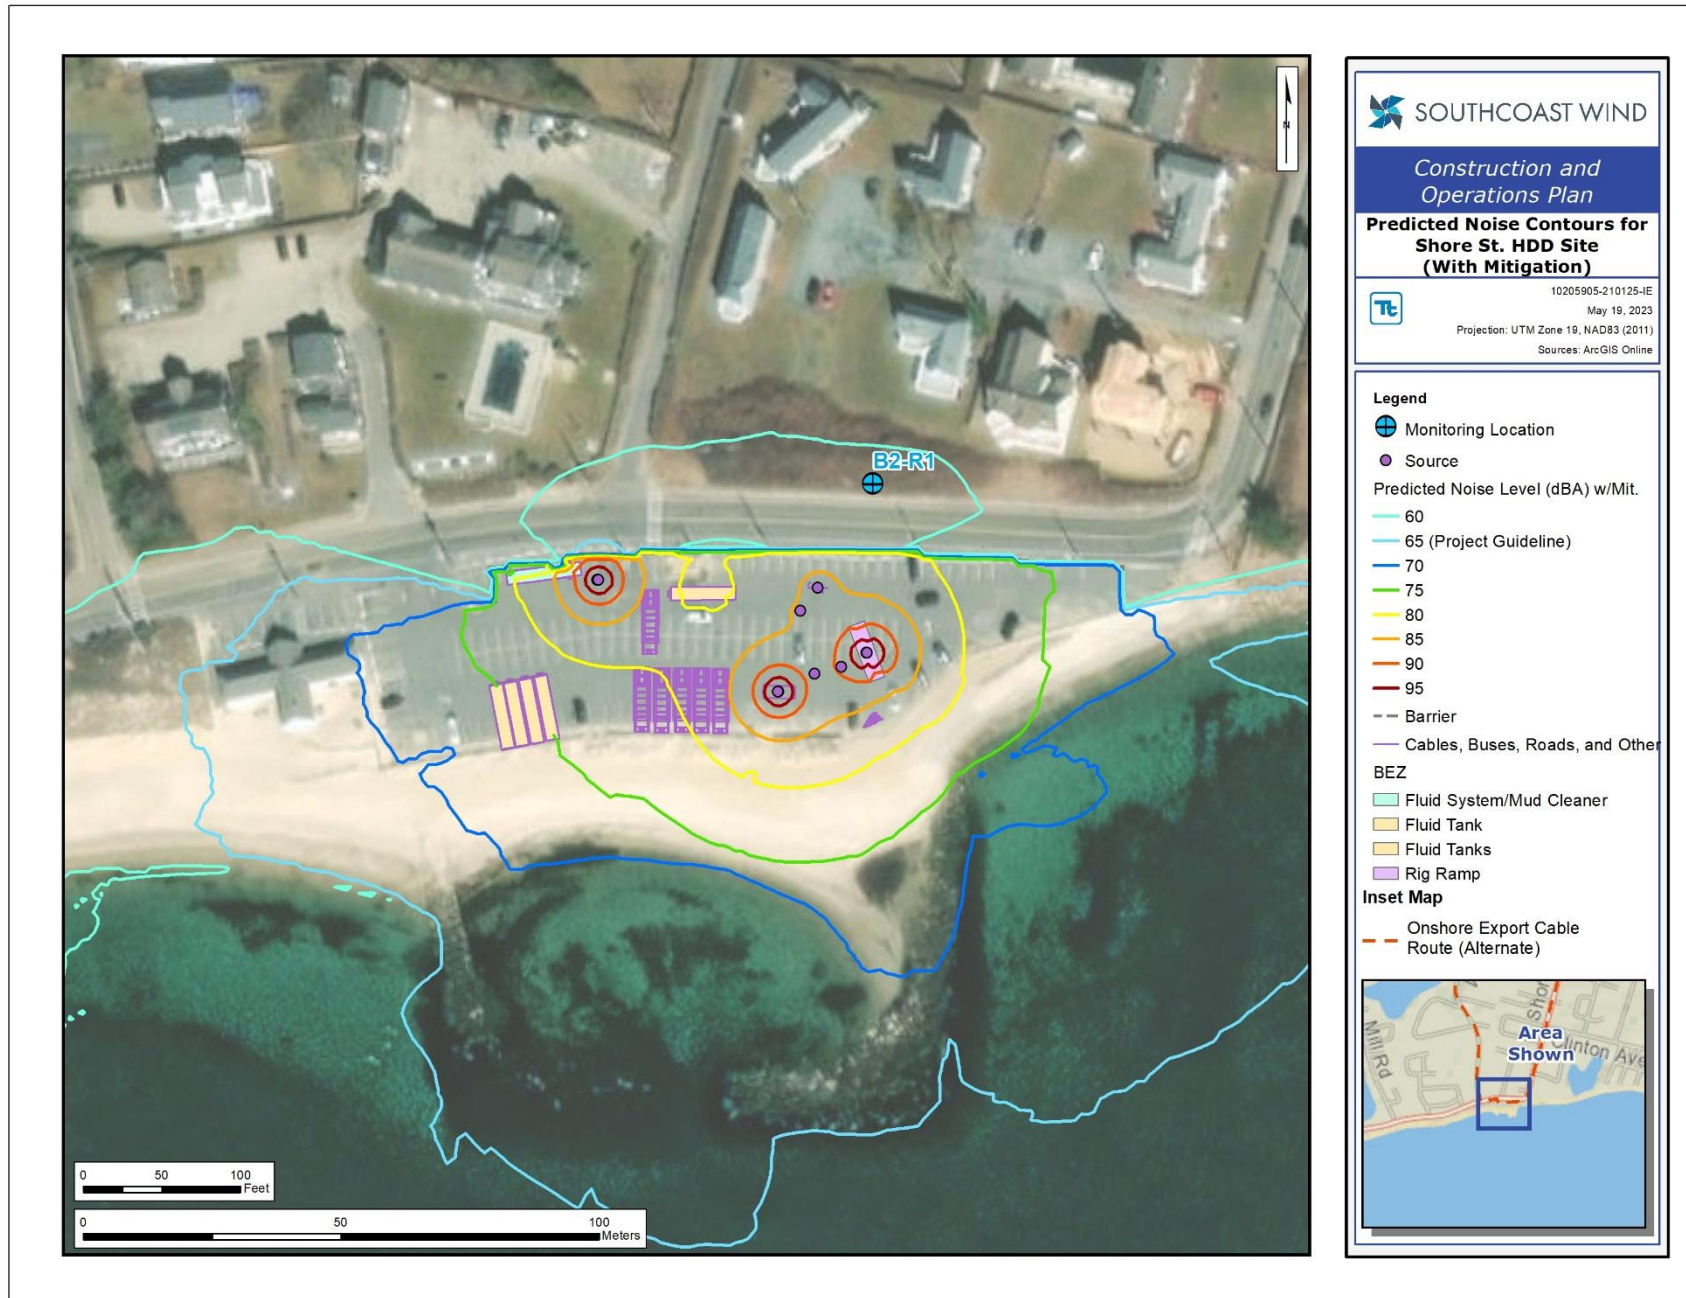 N
B2-R1
0 50 100
Feet
0 50 100
Meters
SOUTHCOAST WIND
Construction and
Operations Plan
Predicted Noise Contours for
Shore St. HDD Site
(With Mitigation)
Tt
10205905-210125-IE
May 19, 2023
Projection: UTM Zone 19, NAD83 (2011)
Sources: ArcGIS Online
Legend
Monitoring Location
Source
Predicted Noise Level (dBA) w/Mit.
60
65 (Project Guideline)
70
75
80
85
90
95
Barrier
Cables, Buses, Roads, and Other
BEZ
Fluid System/Mud Cleaner
Fluid Tank
Fluid Tanks
Rig Ramp
Inset Map
Onshore Export Cable
Route (Alternate)
Mill Rd
Shor
Clinton Ave
Area
Shown